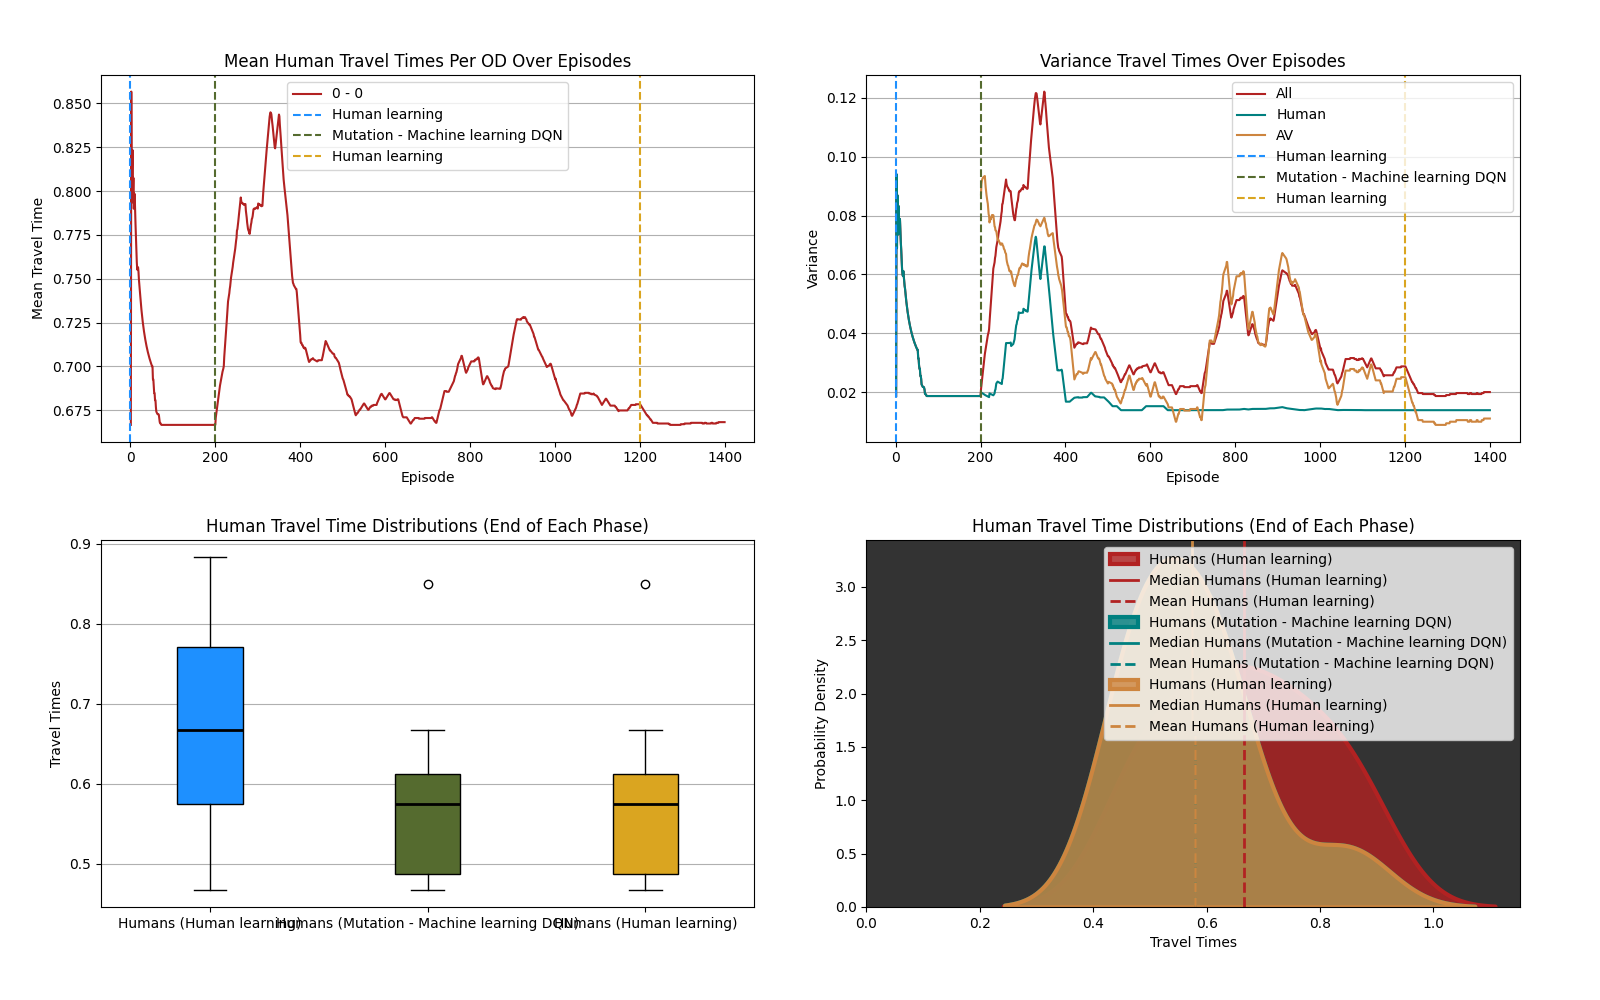 Mean Human Travel Times Per OD Over Episodes
0.850
0.825
0.800
0.775
0.750
0.725
0.700
0.675
Mean Travel Time
0 - 0
Human learning
Mutation - Machine learning DQN
Human learning
0 200 400 600 800 1000 1200 1400
Episode
Variance Travel Times Over Episodes
0.12
0.10
0.08
0.06
0.04
0.02
Variance
All
Human
AV
Human learning
Mutation - Machine learning DQN
Human learning
0 200 400 600 800 1000 1200 1400
Episode
Human Travel Time Distributions (End of Each Phase)
0.9
0.8
0.7
0.6
0.5
Travel Times
Humans (Human learning)
Humans (Mutation - Machine learning DQN)
Humans (Human learning)
Human Travel Time Distributions (End of Each Phase)
3.0
2.5
2.0
1.5
1.0
0.5
0.0
Probability Density
Humans (Human learning)
Median Humans (Human learning)
Mean Humans (Human learning)
Humans (Mutation - Machine learning DQN)
Median Humans (Mutation - Machine learning DQN)
Mean Humans (Mutation - Machine learning DQN)
Humans (Human learning)
Median Humans (Human learning)
Mean Humans (Human learning)
0.0 0.2 0.4 0.6 0.8 1.0
Travel Times